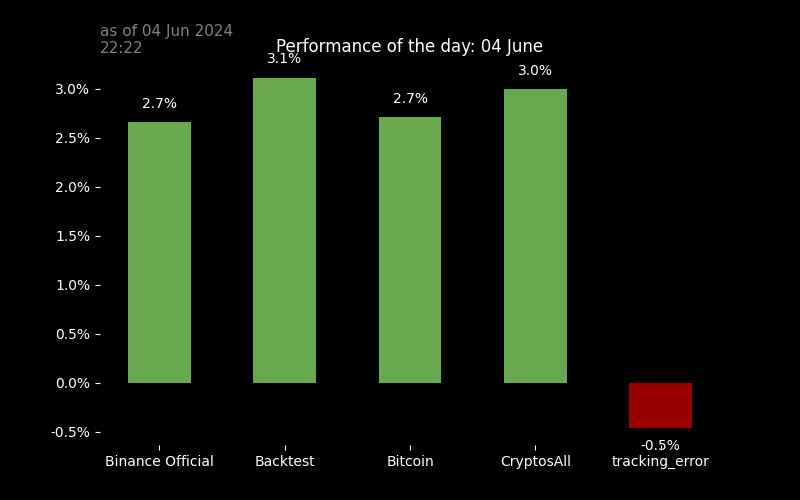 as of 04 Jun 2024
22:22
Performance of the day: 04 June
3.0%
2.5%
2.0%
1.5%
1.0%
0.5%
0.0%
-0.5%
2.7%
3.1%
2.7%
3.0%
-0.5%
Binance Official
Backtest
Bitcoin
CryptosAll
tracking_error